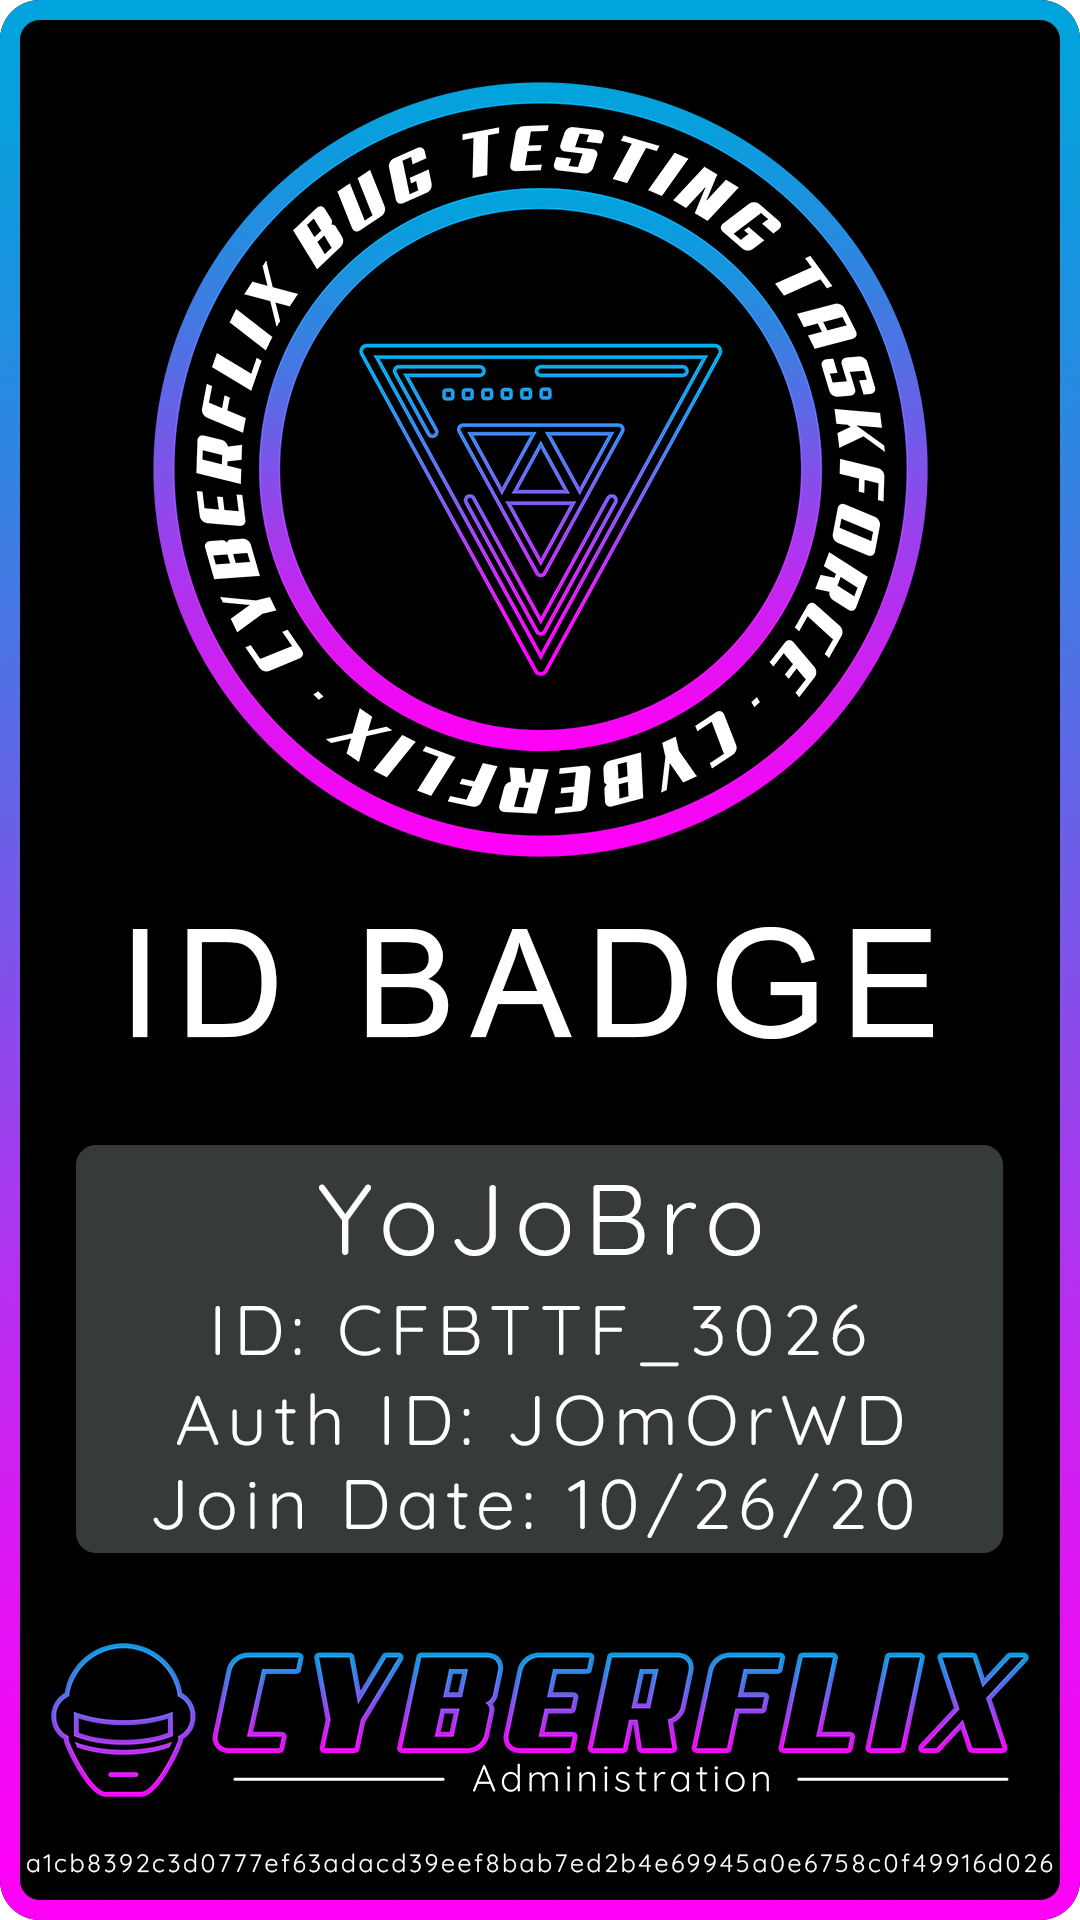 CYBERFLIX BUG TESTING TASKFORCE · CYBERFLIX ·
ID BADGE
YoJoBro
ID: CFBTTF_3026
Auth ID: JOmOrWD
Join Date: 10/26/20
CYBERFLIX
Administration
a1cb8392c3d0777ef63adacd39eef8bab7ed2b4e69945a0e6758c0f49916d026